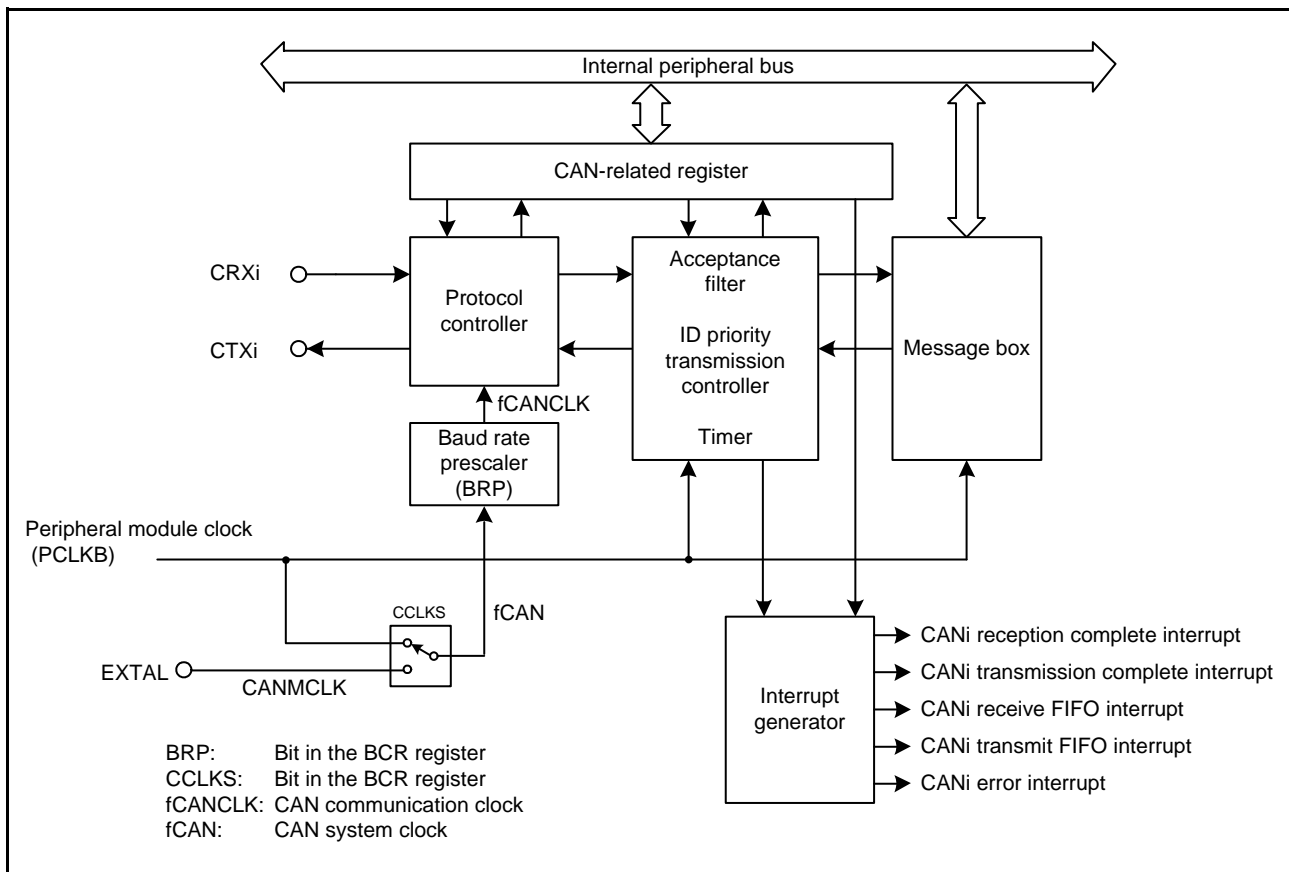 Internal peripheral bus
CAN-related register
CRXi
CTXi
Protocol
controller
Acceptance
filter
ID priority
transmission
controller
Timer
Message box
fCANCLK
Baud rate
prescaler
(BRP)
Peripheral module clock
(PCLKB)
CCLKS
fCAN
EXTAL
CANMCLK
Interrupt
generator
CANi reception complete interrupt
CANi transmission complete interrupt
CANi receive FIFO interrupt
CANi transmit FIFO interrupt
CANi error interrupt
BRP: Bit in the BCR register
CCLKS: Bit in the BCR register
fCANCLK: CAN communication clock
fCAN: CAN system clock